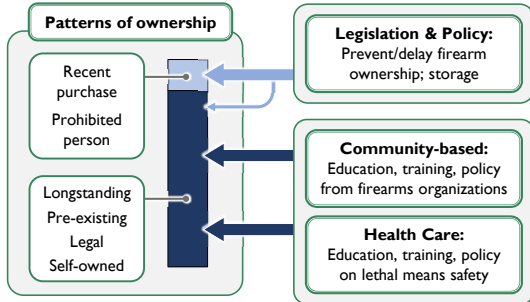 Patterns of ownership
Recent
purchase
Prohibited
person
Longstanding
Pre-existing
Legal
Self-owned
Legislation & Policy:
Prevent/delay firearm
ownership; storage
Community-based:
Education, training, policy
from firearms organizations
Health Care:
Education, training, policy
on lethal means safety